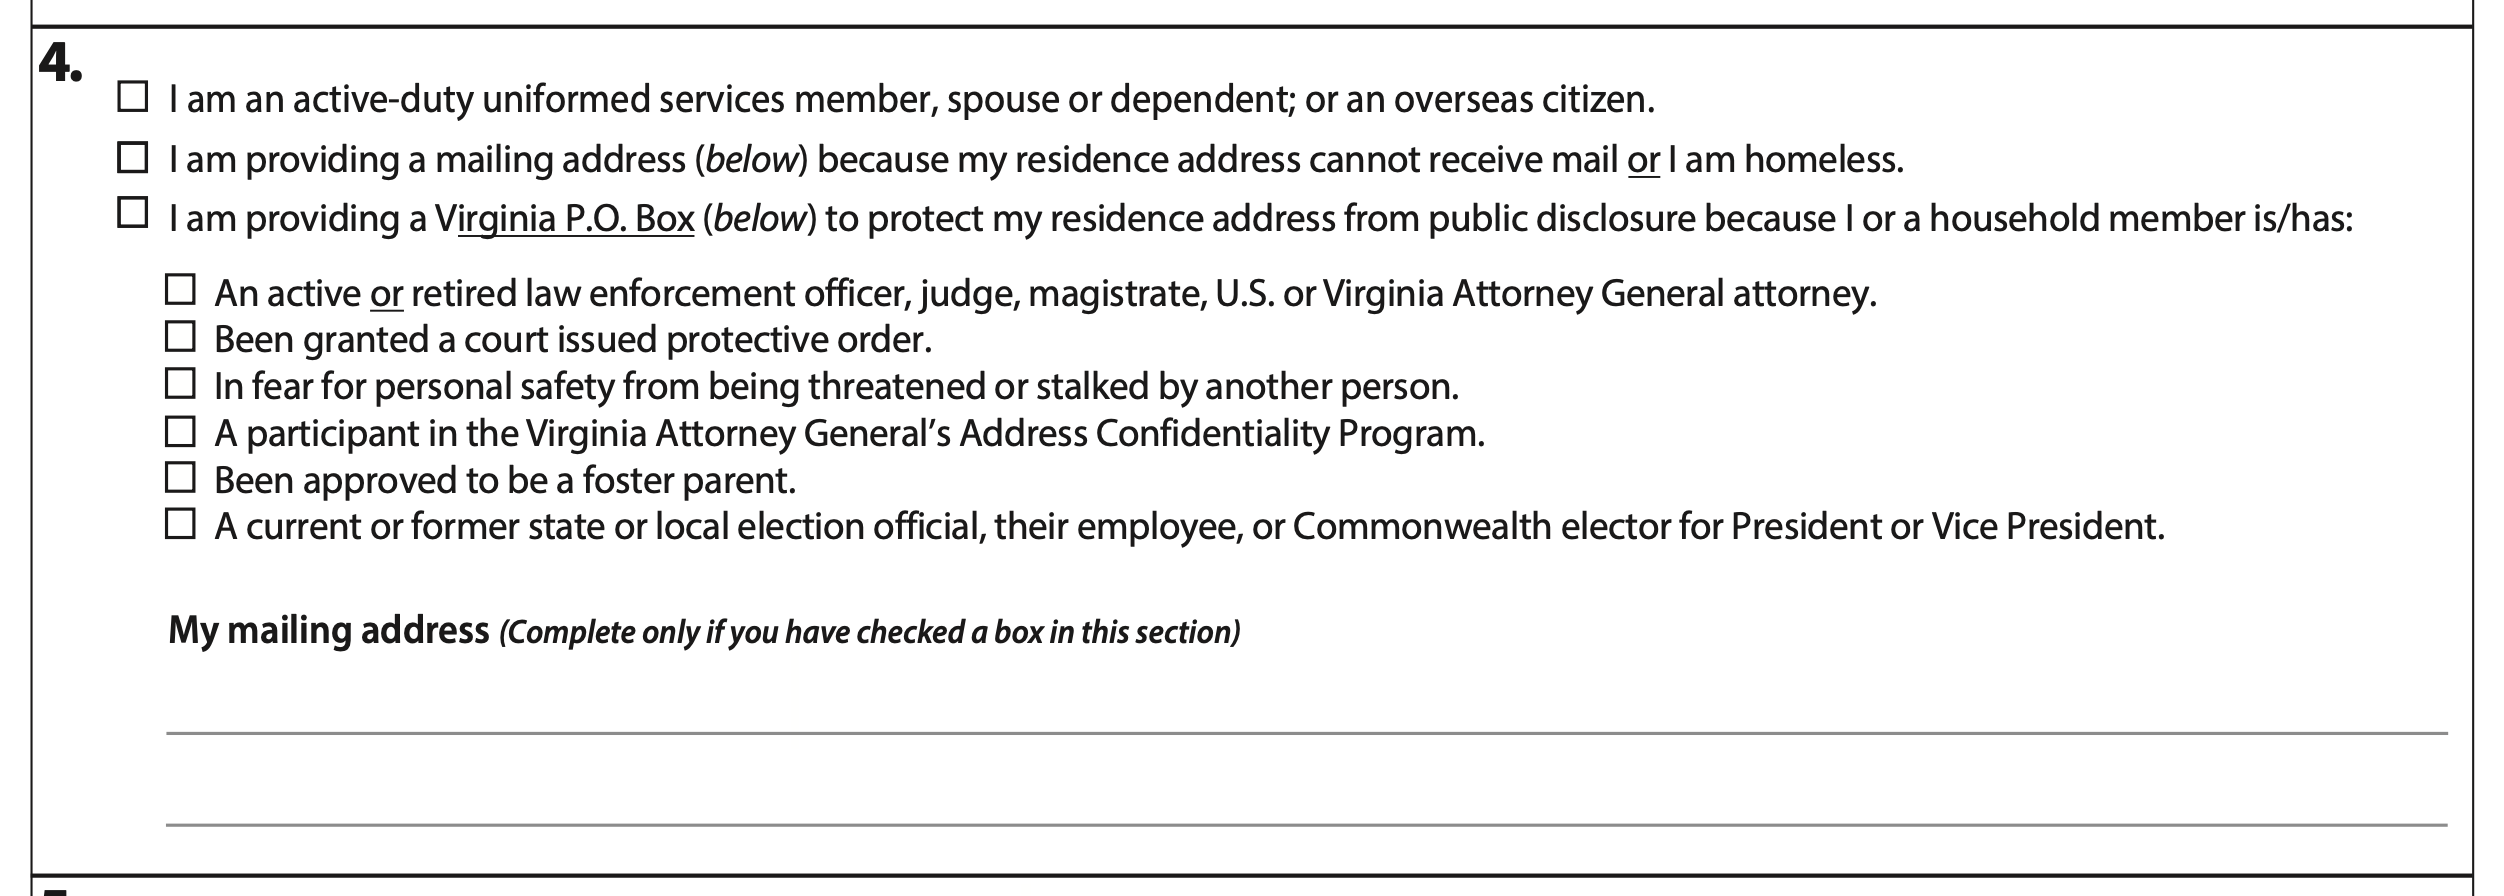 4.
I am an active-duty uniformed services member, spouse or dependent; or an overseas citizen.
I am providing a mailing address (below) because my residence address cannot receive mail or I am homeless.
I am providing a Virginia P.O. Box (below) to protect my residence address from public disclosure because I or a household member is/has:
An active or retired law enforcement officer, judge, magistrate, U.S. or Virginia Attorney General attorney.
Been granted a court issued protective order.
In fear for personal safety from being threatened or stalked by another person.
A participant in the Virginia Attorney General’s Address Confidentiality Program.
Been approved to be a foster parent.
A current or former state or local election official, their employee, or Commonwealth elector for President or Vice President.
My mailing address (Complete only if you have checked a box in this section)